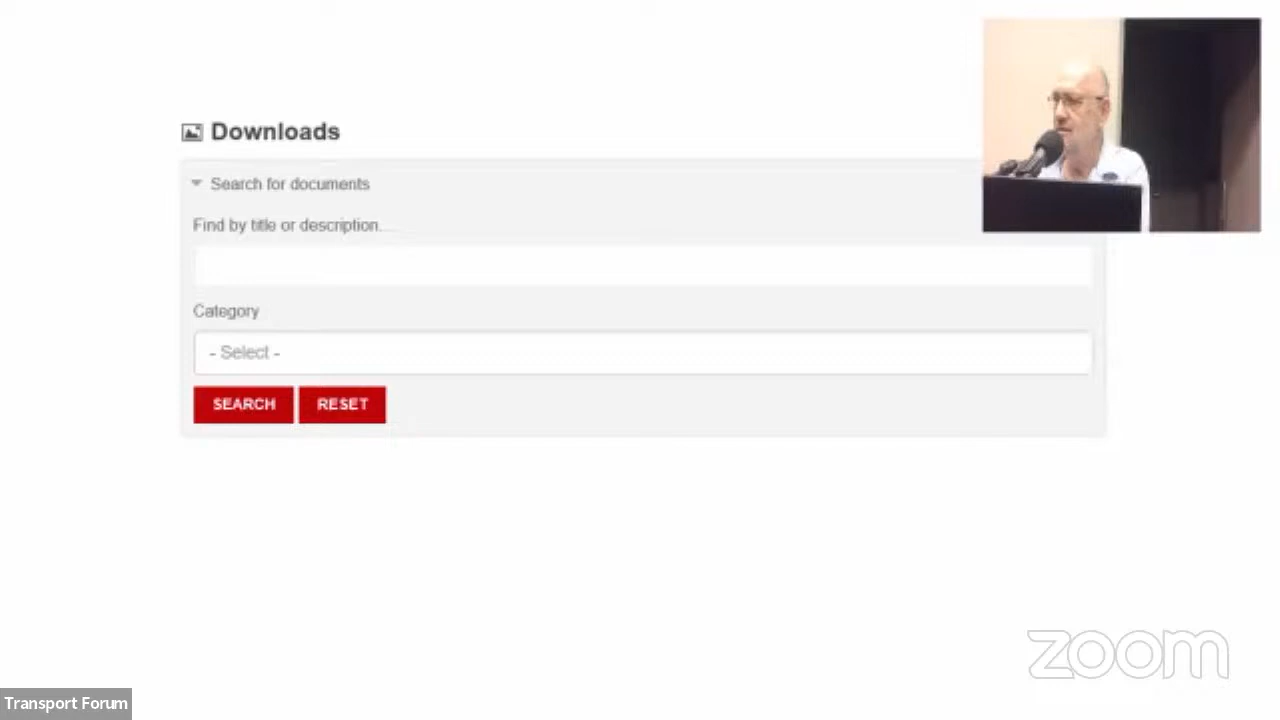 Downloads
Search for documents
Find by title or description...
Category
- Select -
SEARCH RESET
zoom
Transport Forum